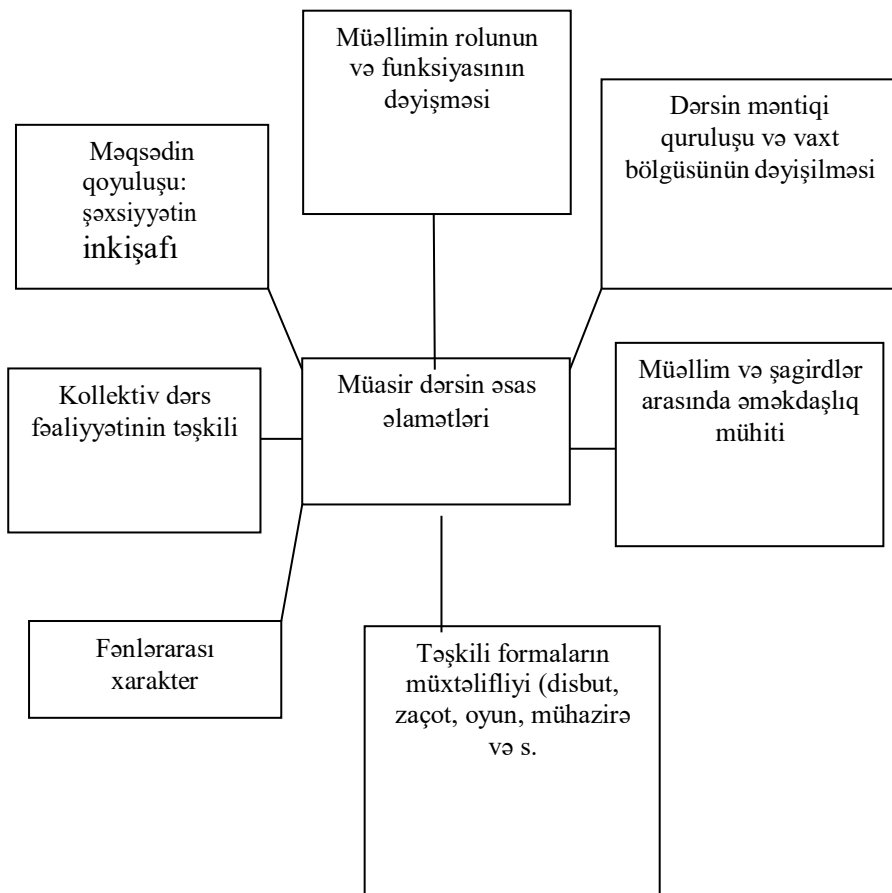 Müəllimin rolunun
və funksiyasının
dəyişməsi
Dərsin məntiqi
quruluşu və vaxt
bölgüsünün dəyişilməsi
Məqsədin
qoyuluşu:
şəxsiyyətin
inkişafı
Kollektiv dərs
fəaliyyətinin təşkili
Müasir dərsin əsas
əlamətləri
Müəllim və şagirdlər
arasında əməkdaşlıq
mühiti
Fənlərarası
xarakter
Təşkili formaların
müxtəlifliyi (disbut,
zaçot, oyun, mühazirə
və s.